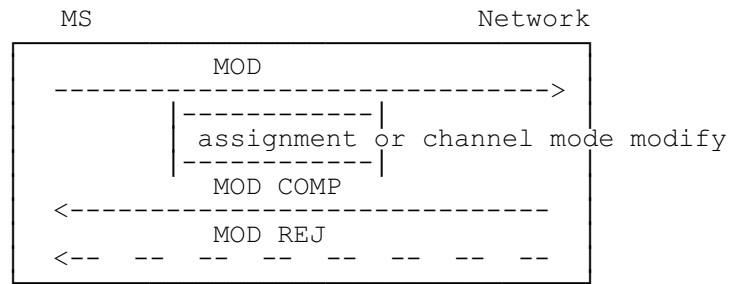 MS Network
MOD
assignment or channel mode modify
MOD COMP
MOD REJ